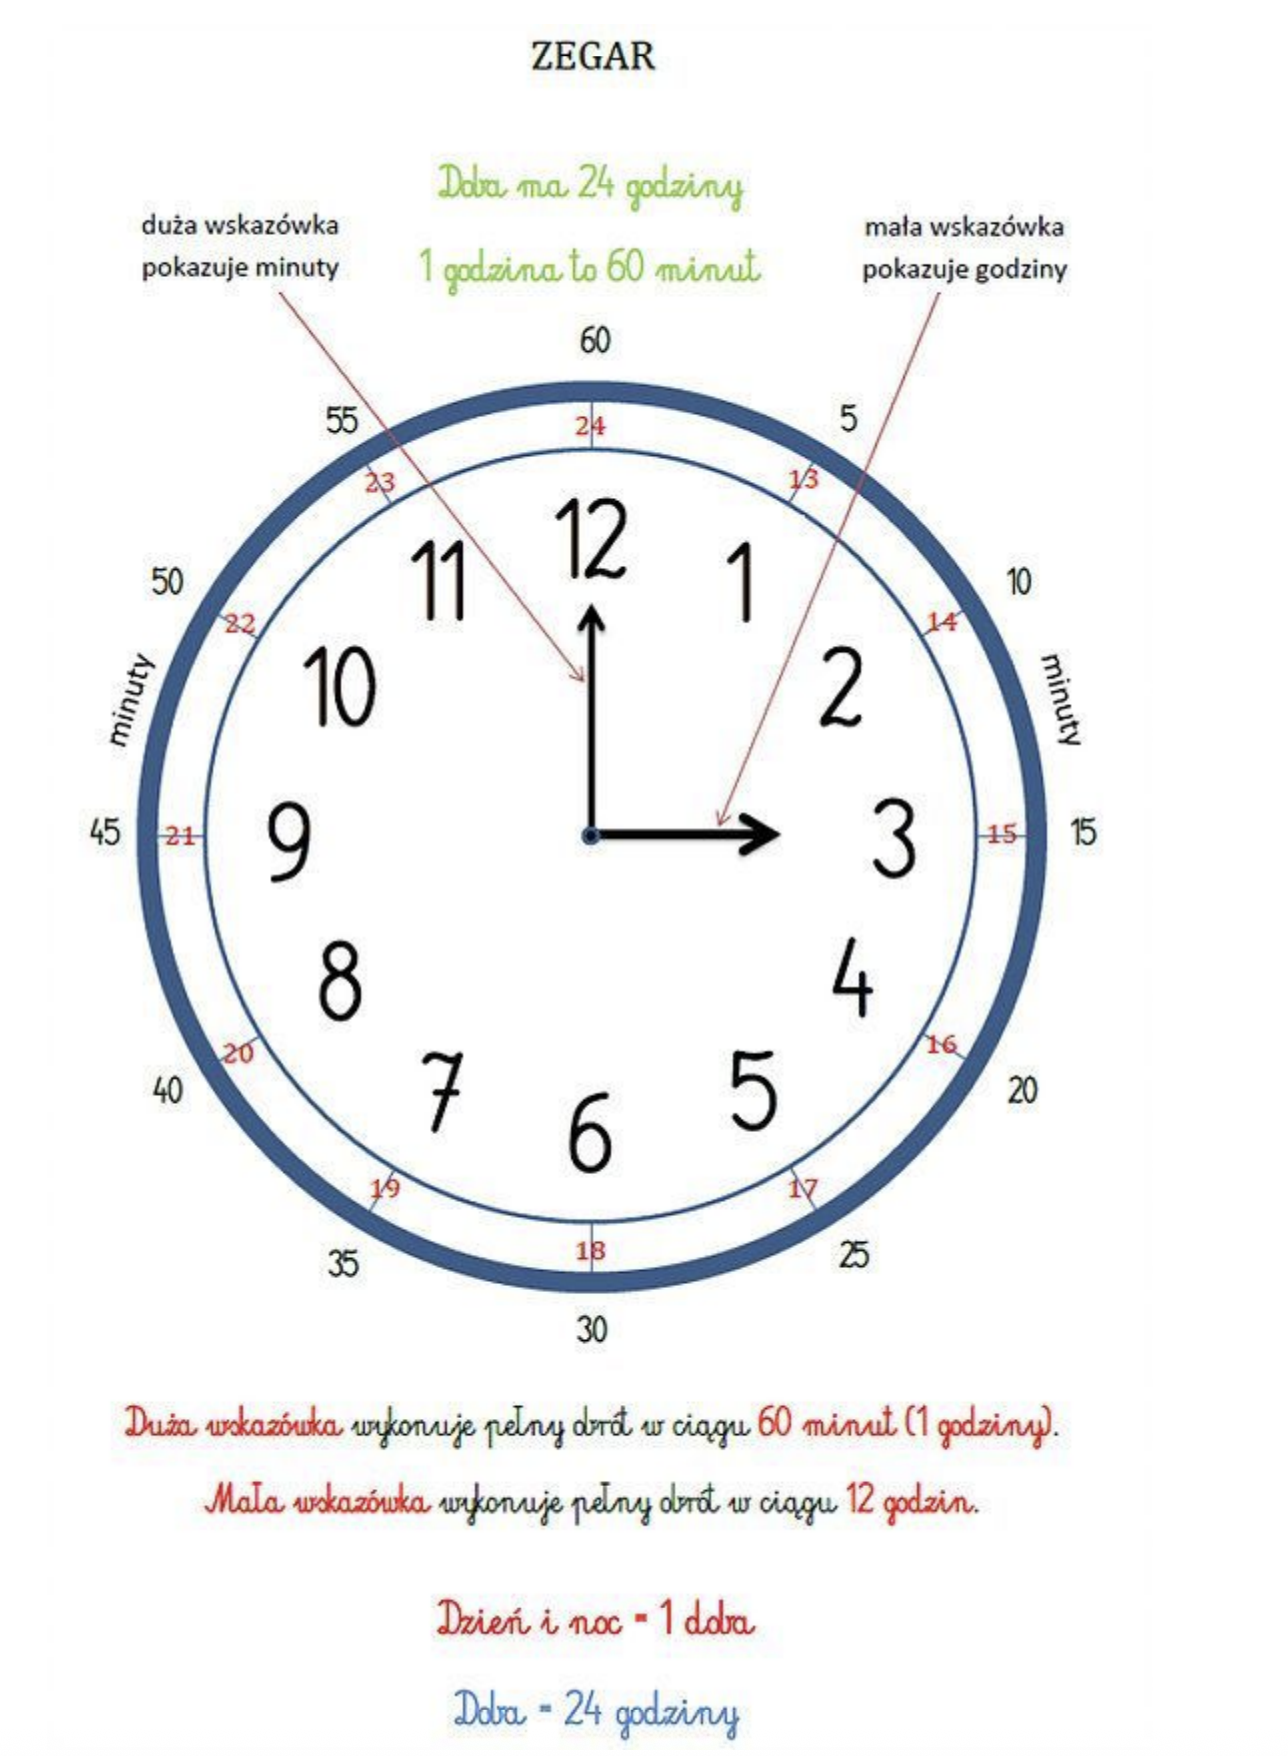 ZEGAR
Doba ma 24 godziny
duża wskazówka
pokazuje minuty
1 godzina to 60 minut
mała wskazówka
pokazuje godziny
60
55
5
24
23
13
12
11
1
50
10
22
14
10
2
minuty
minuty
45
21
9
3
15
15
8
4
20
16
40
20
7
5
6
19
17
18
35
25
30
Duża wskazówka wykonuje pełny obrót w ciągu 60 minut (1 godziny).
Mała wskazówka wykonuje pełny obrót w ciągu 12 godzin.
Dzień i noc = 1 doba
Doba = 24 godziny